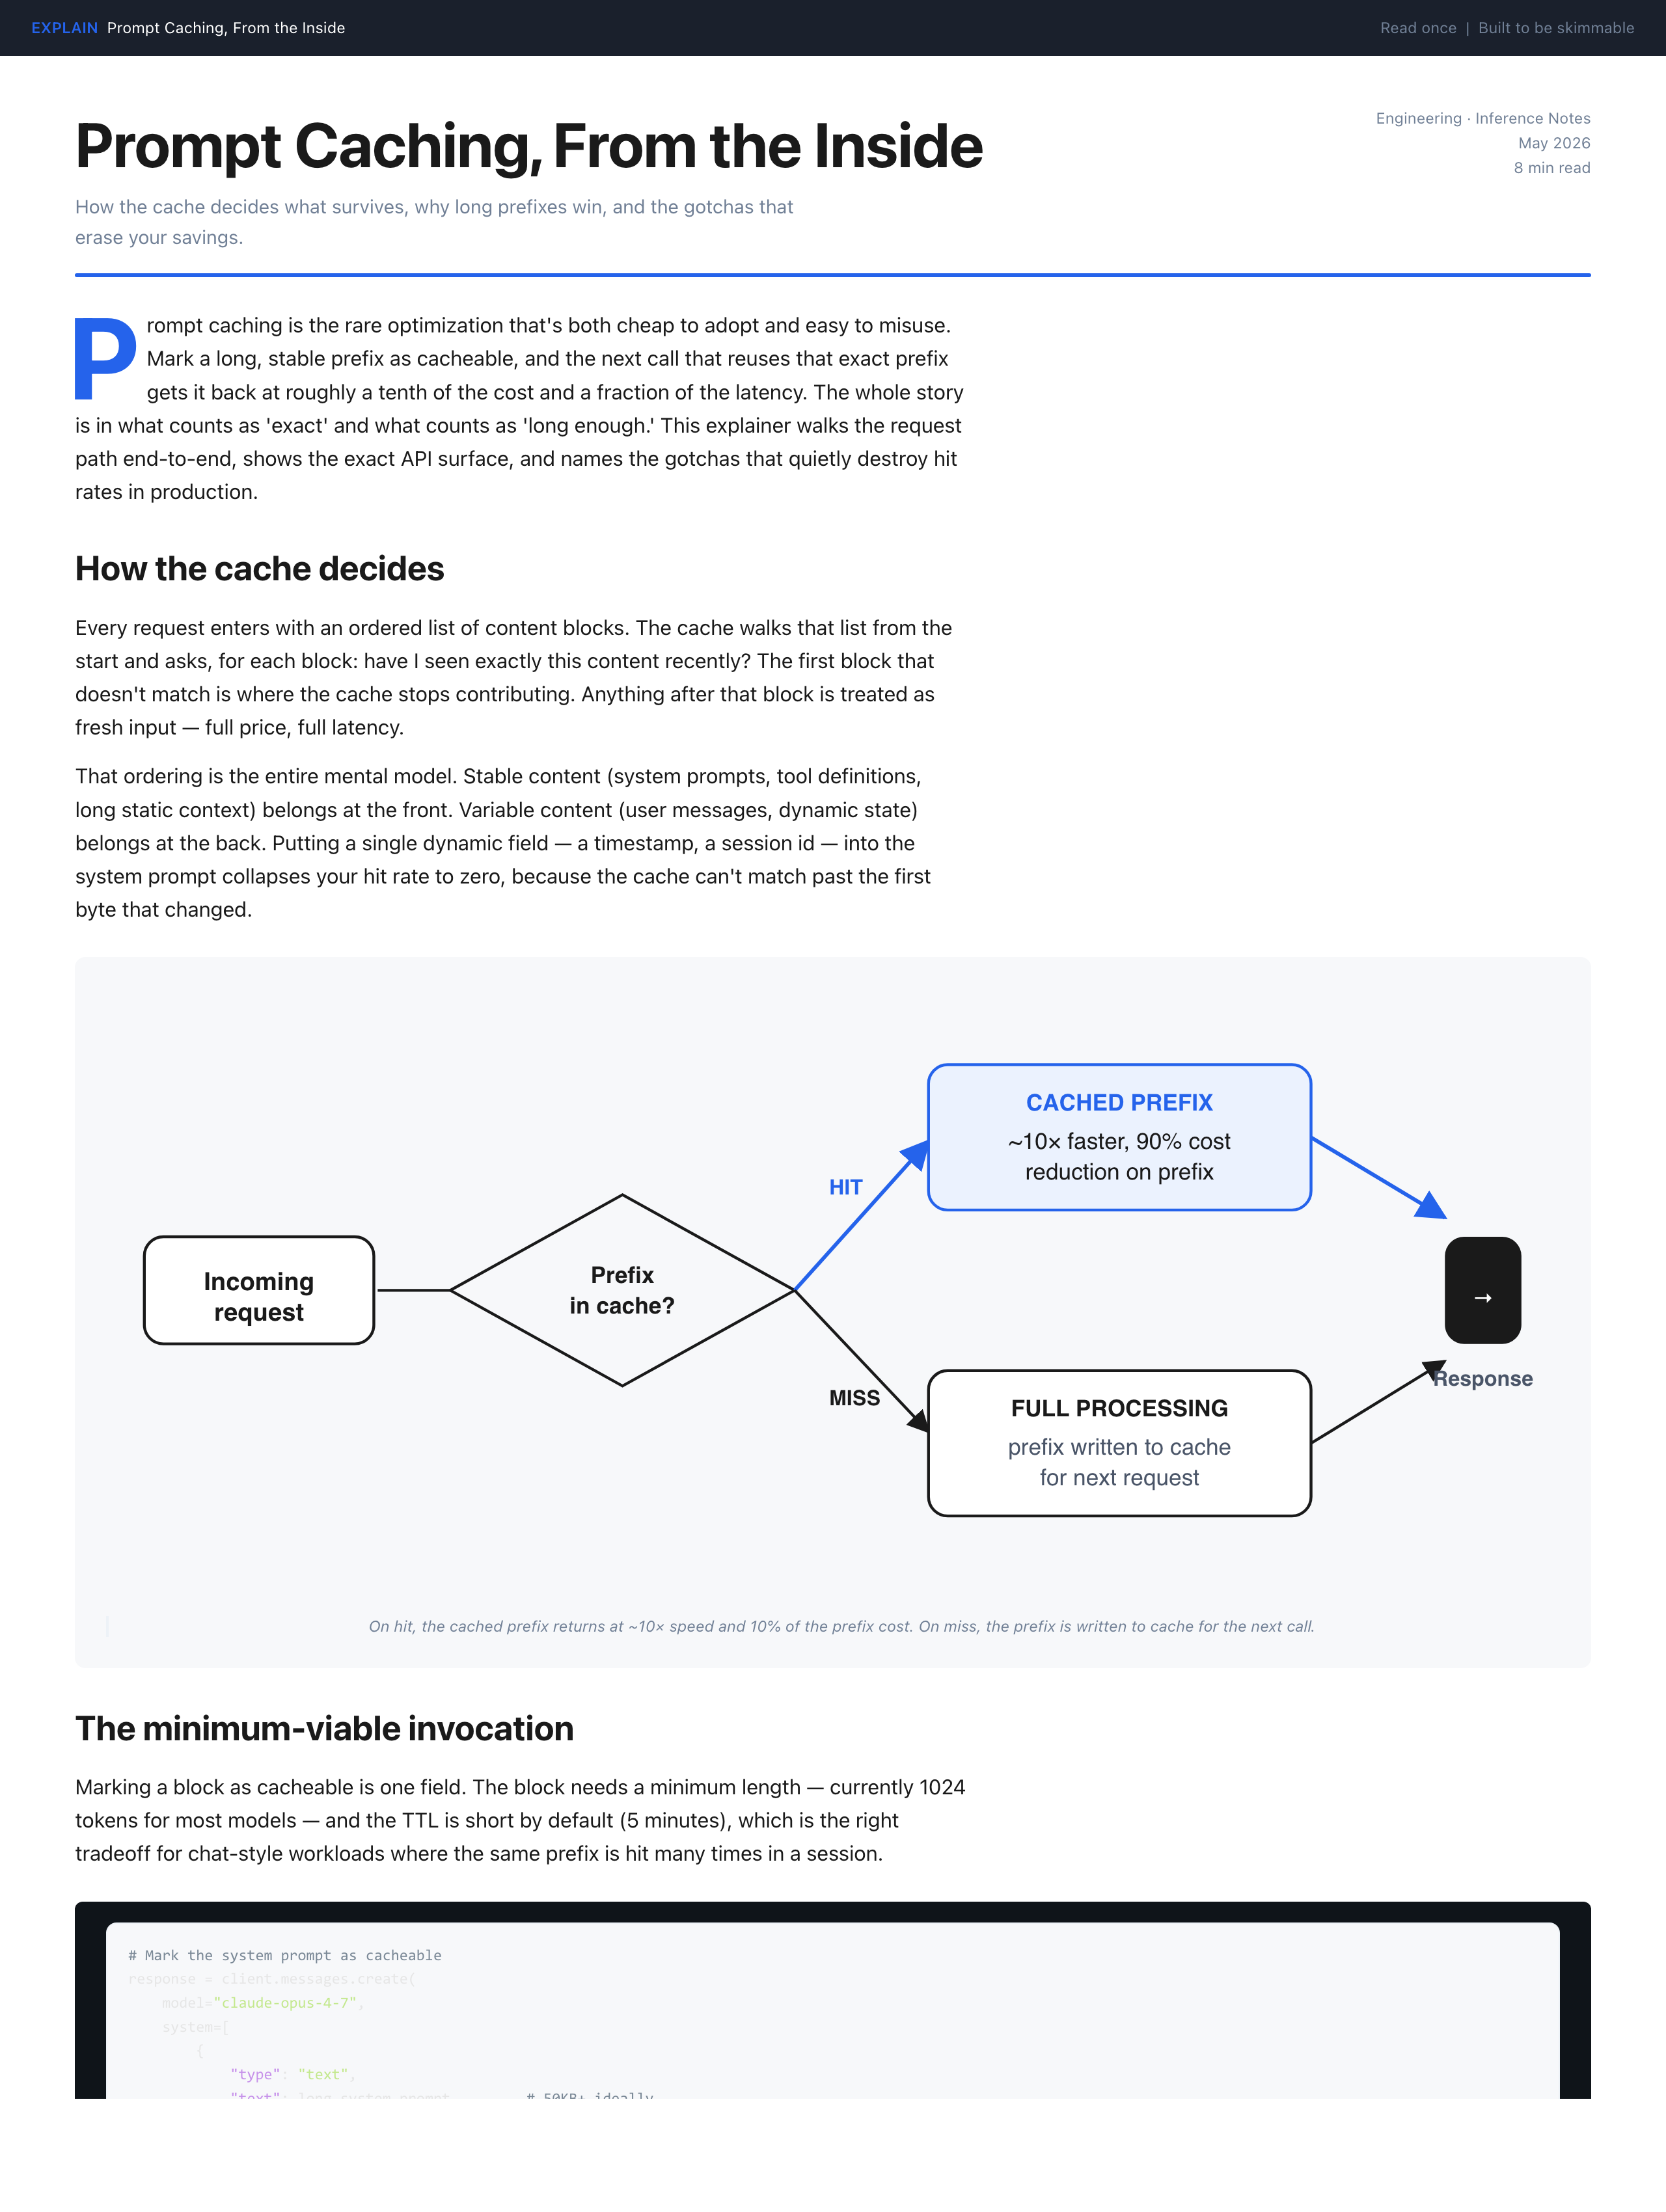 EXPLAIN Prompt Caching, From the Inside
Read once | Built to be skimmable
Prompt Caching, From the Inside
Engineering · Inference Notes
May 2026
8 min read
How the cache decides what survives, why long prefixes win, and the gotchas that
erase your savings.
Prompt caching is the rare optimization that's both cheap to adopt and easy to misuse.
Mark a long, stable prefix as cacheable, and the next call that reuses that exact prefix
gets it back at roughly a tenth of the cost and a fraction of the latency. The whole story
is in what counts as 'exact' and what counts as 'long enough.' This explainer walks the request
path end-to-end, shows the exact API surface, and names the gotchas that quietly destroy hit
rates in production.
How the cache decides
Every request enters with an ordered list of content blocks. The cache walks that list from the
start and asks, for each block: have I seen exactly this content recently? The first block that
doesn't match is where the cache stops contributing. Anything after that block is treated as
fresh input — full price, full latency.
That ordering is the entire mental model. Stable content (system prompts, tool definitions,
long static context) belongs at the front. Variable content (user messages, dynamic state)
belongs at the back. Putting a single dynamic field — a timestamp, a session id — into the
system prompt collapses your hit rate to zero, because the cache can't match past the first
byte that changed.
Incoming
request
Prefix
in cache?
HIT
MISS
CACHED PREFIX
~10× faster, 90% cost
reduction on prefix
FULL PROCESSING
prefix written to cache
for next request
→
Response
On hit, the cached prefix returns at ~10× speed and 10% of the prefix cost. On miss, the prefix is written to cache for the next call.
The minimum-viable invocation
Marking a block as cacheable is one field. The block needs a minimum length — currently 1024
tokens for most models — and the TTL is short by default (5 minutes), which is the right
tradeoff for chat-style workloads where the same prefix is hit many times in a session.
# Mark the system prompt as cacheable
response = client.messages.create(
model="claude-opus-4-7",
system=[
{
"type": "text",
"text": long_system_prompt # 50KB+ ideally